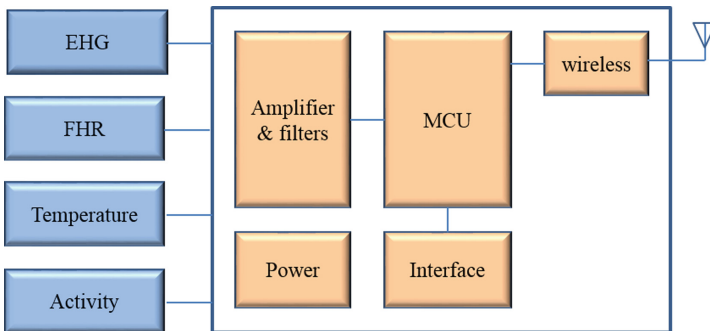 EHG
FHR
Temperature
Activity
Amplifier
& filters
MCU
wireless
Power
Interface